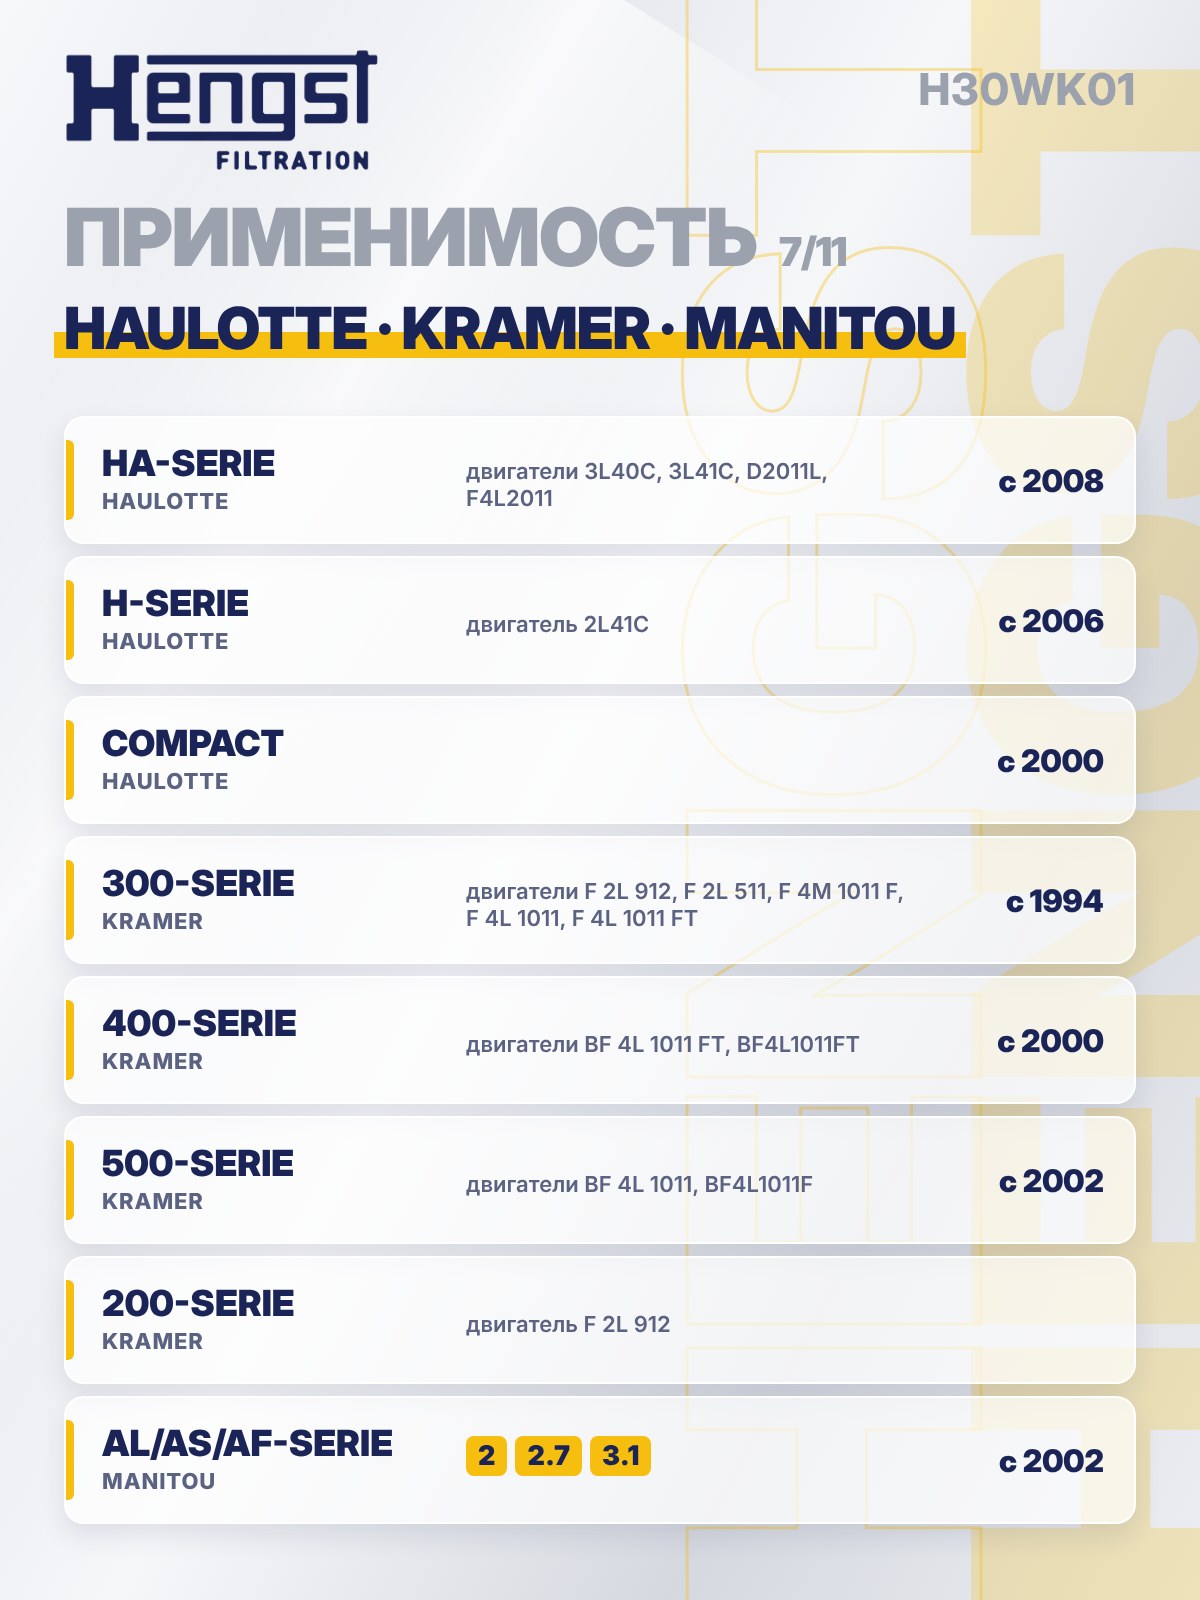 Hengst
FILTRATION
H30WK01
ПРИМЕНИМОСТЬ 7/11
HAULOTTE · KRAMER · MANITOU
HA-SERIE
HAULOTTE
двигатели 3L40C, 3L41C, D2011L,
F4L2011
с 2008
H-SERIE
HAULOTTE
двигатель 2L41C
с 2006
COMPACT
HAULOTTE
с 2000
300-SERIE
KRAMER
двигатели F 2L 912, F 2L 511, F 4M 1011 F,
F 4L 1011, F 4L 1011 FT
с 1994
400-SERIE
KRAMER
двигатели BF 4L 1011 FT, BF4L1011FT
с 2000
500-SERIE
KRAMER
двигатели BF 4L 1011, BF4L1011F
с 2002
200-SERIE
KRAMER
двигатель F 2L 912
AL/AS/AF-SERIE
MANITOU
2 2.7 3.1
с 2002
HENGST
HENGST